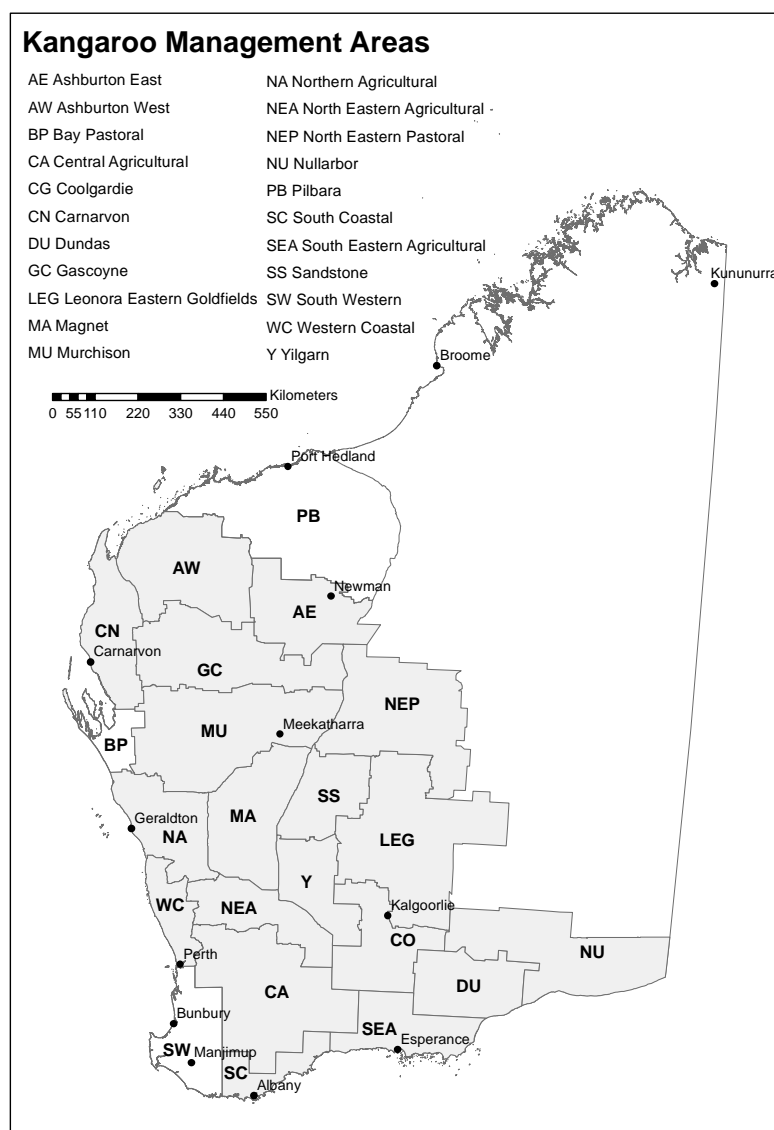 Kangaroo Management Areas
AE Ashburton East
AW Ashburton West
BP Bay Pastoral
CA Central Agricultural
CG Coolgardie
CN Carnarvon
DU Dundas
GC Gascoyne
LEG Leonora Eastern Goldfields
MA Magnet
MU Murchison
NA Northern Agricultural
NEA North Eastern Agricultural
NEP North Eastern Pastoral
NU Nullarbor
PB Pilbara
SC South Coastal
SEA South Eastern Agricultural
SS Sandstone
SW South Western
WC Western Coastal
Y Yilgarn
Kilometers
0 55 110 220 330 440 550
Kununurra
Broome
Port Hedland
PB
AW
Newman
AE
CN
Carnarvon
GC
NEP
MU
Meekatharra
BP
SS
MA
Geraldton
NA
LEG
Y
WC
NEA
Kalgoorlie
CO
NU
Perth
CA
DU
Bunbury
SEA
Esperance
SW
Manjimup
SC
Albany